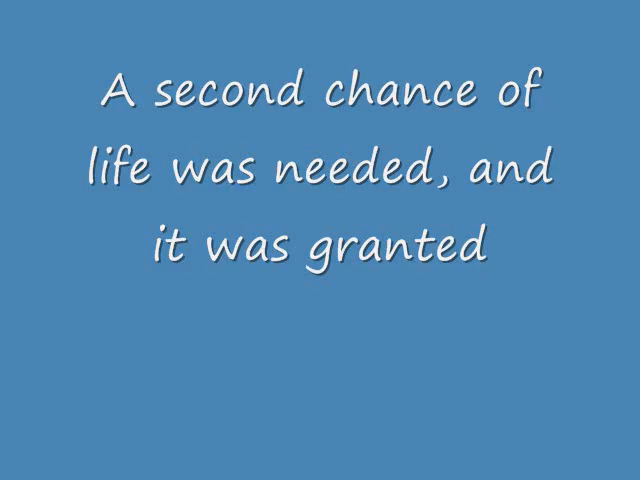 A second chance of
life was needed, and
it was granted